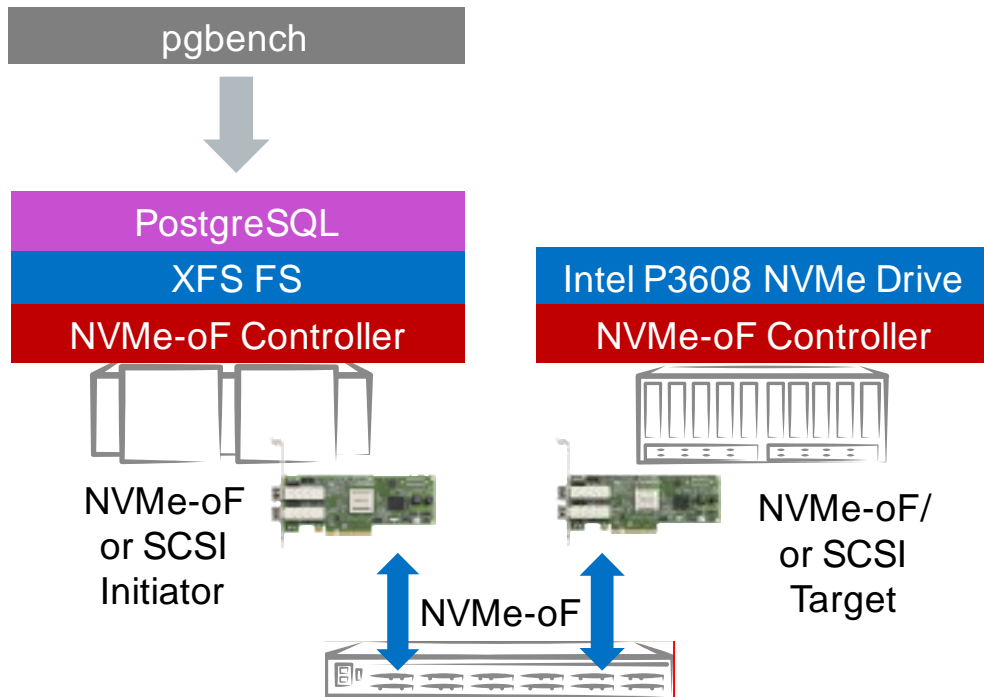 pgbench
PostgreSQL
XFS FS
NVMe-oF Controller
Intel P3608 NVMe Drive
NVMe-oF Controller
NVMe-oF
or SCSI
Initiator
NVMe-oF/
or SCSI
Target
NVMe-oF